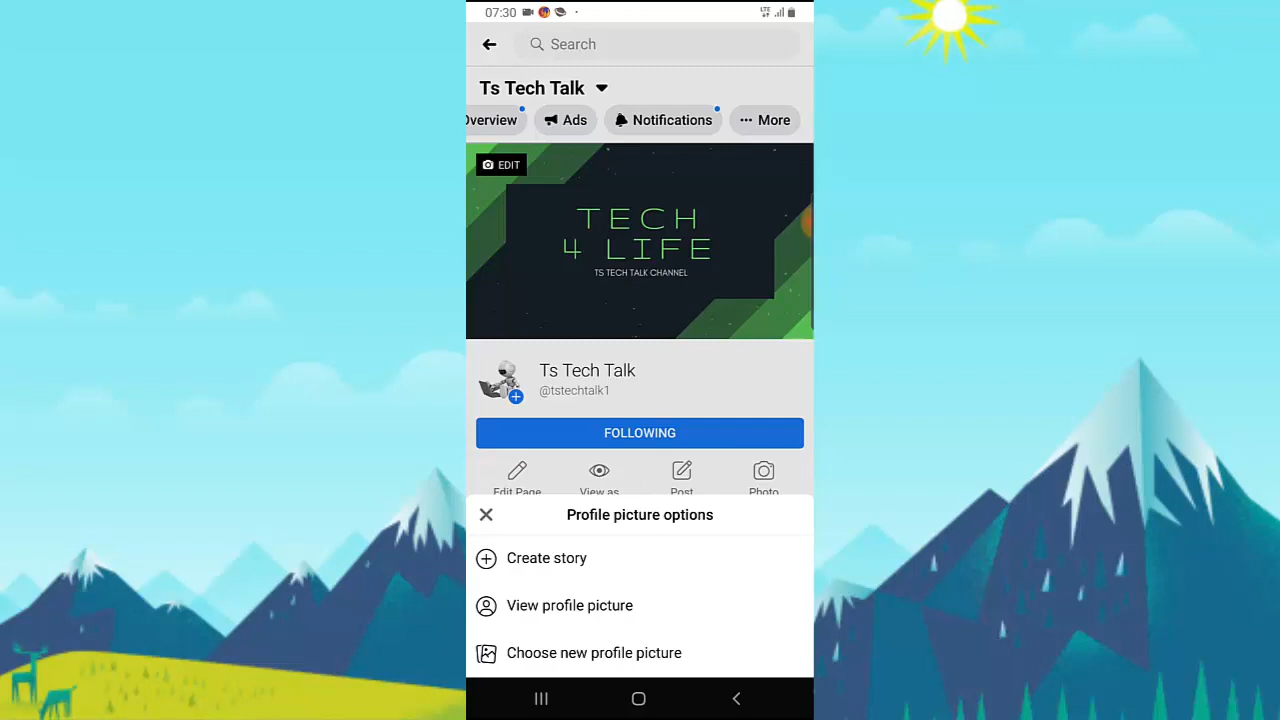 07:30
LTE
Search
Ts Tech Talk
Overview
Ads
Notifications
More
EDIT
TECH
4 LIFE
TS TECH TALK CHANNEL
Ts Tech Talk
@tstechtalk1
FOLLOWING
Edit Page
View as
Post
Photo
Profile picture options
Create story
View profile picture
Choose new profile picture